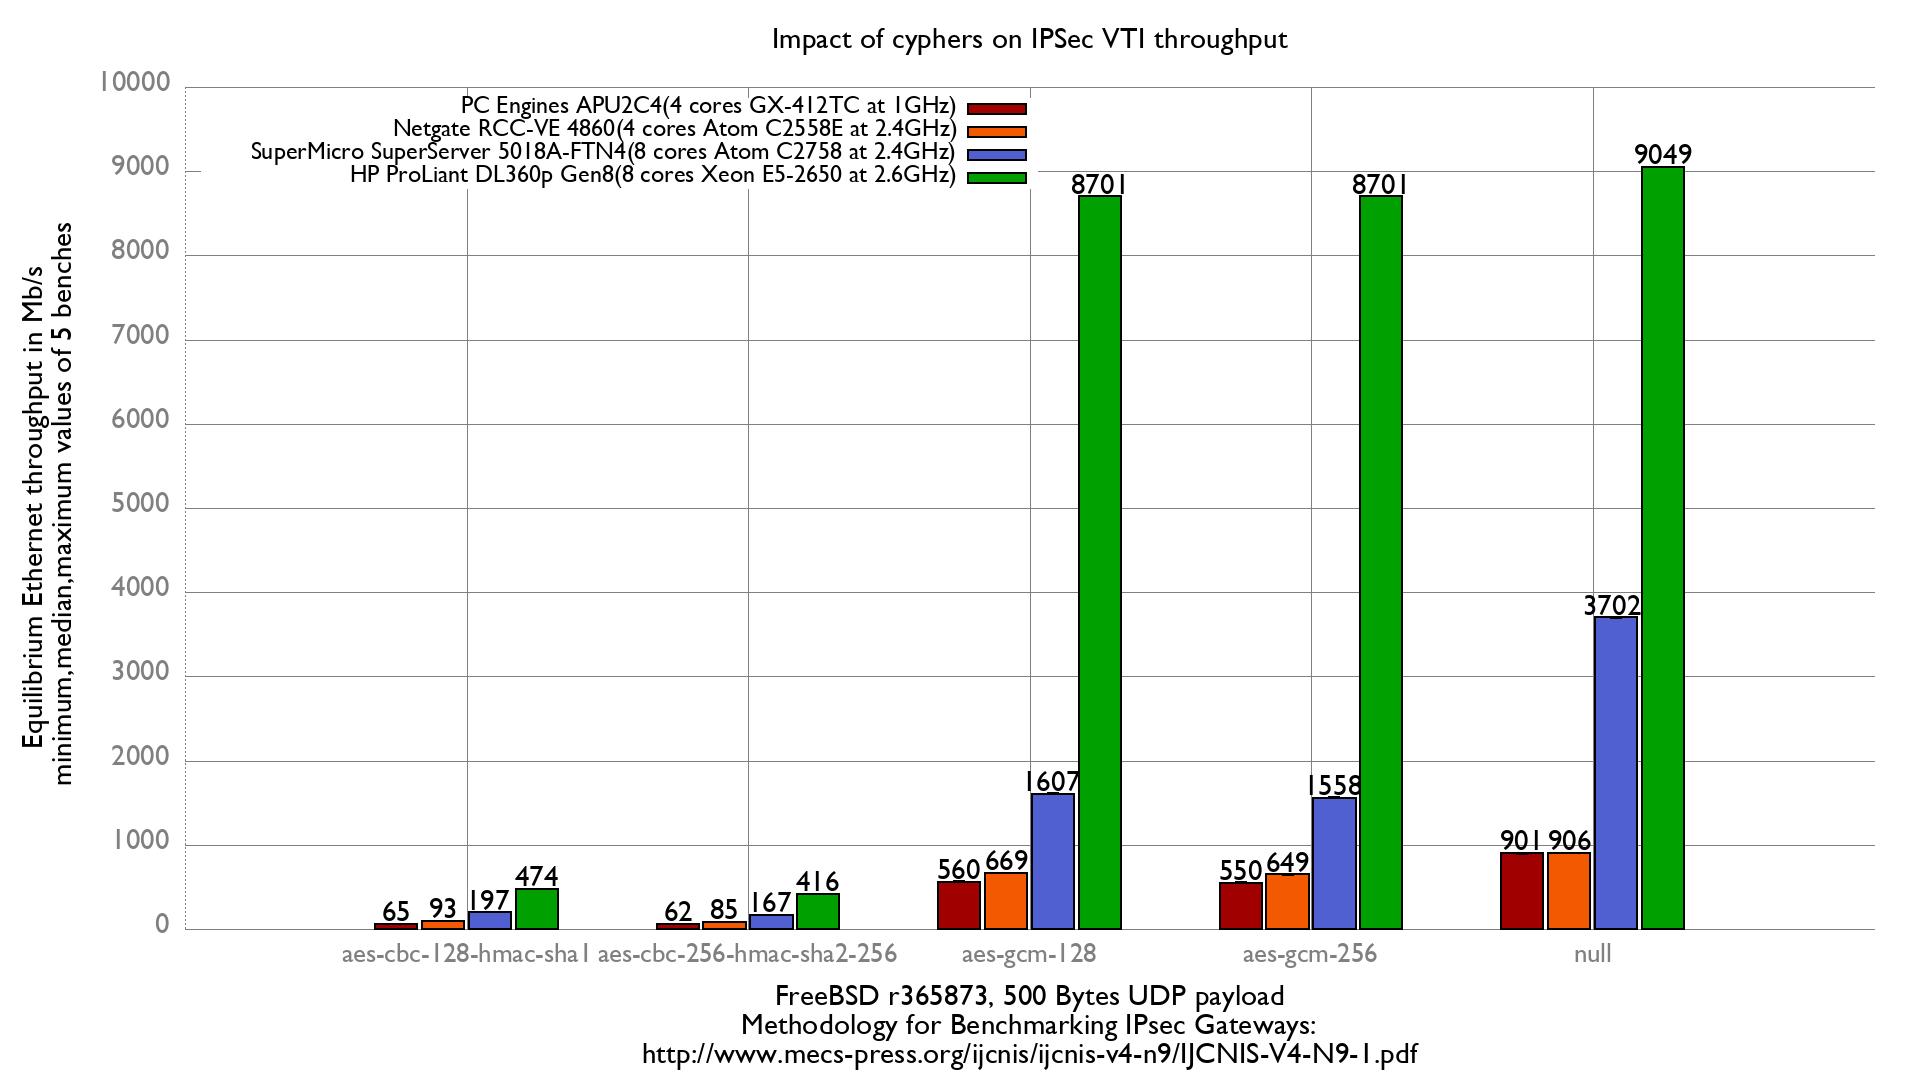 Impact of cyphers on IPSec VTI throughput
10000
9000
8000
7000
6000
5000
4000
3000
2000
1000
0
Equilibrium Ethernet throughput in Mb/s
minimum,median,maximum values of 5 benches
PC Engines APU2C4(4 cores GX-412TC at 1GHz)
Netgate RCC-VE 4860(4 cores Atom C2558E at 2.4GHz)
SuperMicro SuperServer 5018A-FTN4(8 cores Atom C2758 at 2.4GHz)
HP ProLiant DL360p Gen8(8 cores Xeon E5-2650 at 2.6GHz)
65 93 197 474
62 85 167 416
560 669 1607 8701
550 649 1558 8701
901 906 3702 9049
aes-cbc-128-hmac-sha1 aes-cbc-256-hmac-sha2-256 aes-gcm-128 aes-gcm-256 null
FreeBSD r365873, 500 Bytes UDP payload
Methodology for Benchmarking IPsec Gateways:
http://www.mecs-press.org/ijcnis/ijcnis-v4-n9/IJCNIS-V4-N9-1.pdf